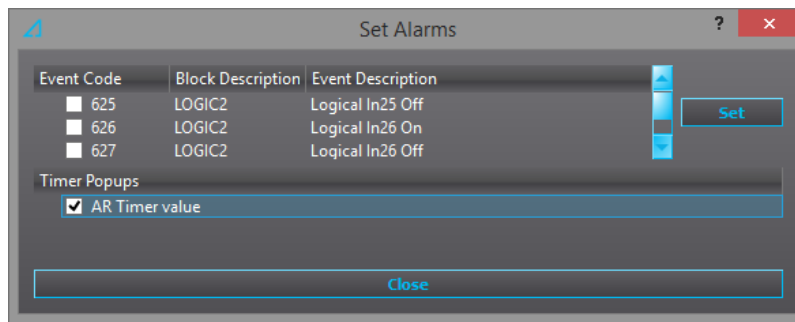 Set Alarms ? ×
Event Code Block Description Event Description
625 LOGIC2 Logical In25 Off
626 LOGIC2 Logical In26 On
627 LOGIC2 Logical In26 Off
Set
Timer Popups
AR Timer value
Close